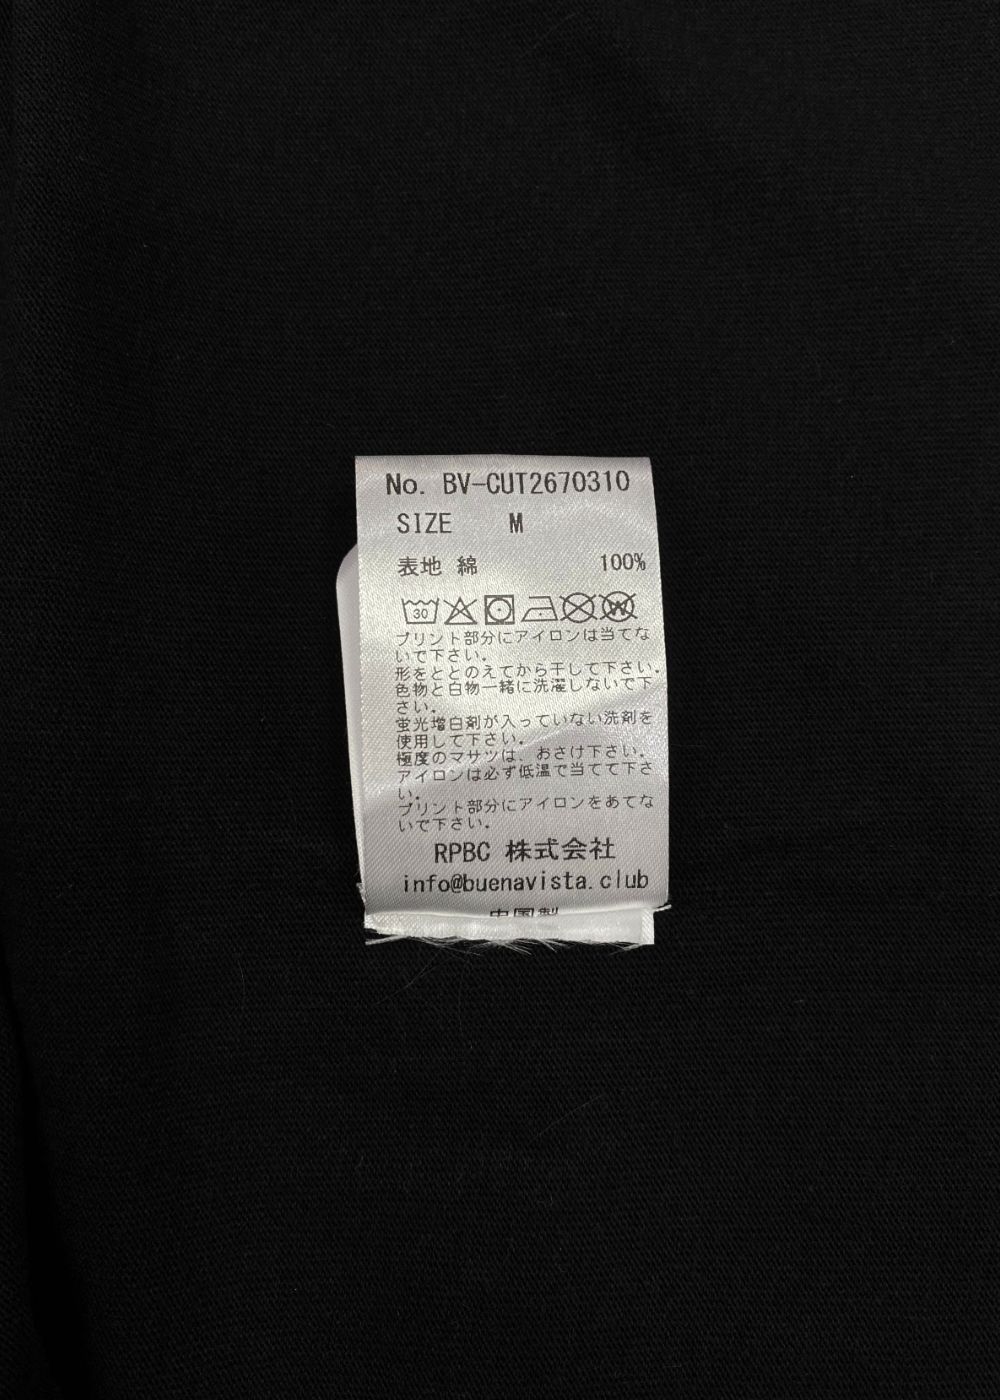 No. BV-CUT2670310
SIZE M
表地 綿 100%
30 W
プリント部分にアイロンは当てな
いで下さい。
形をととのえてから干して下さい。
色物と白物一緒に洗濯しないで下
さい。
蛍光増白剤が入っていない洗剤を
使用して下さい。
極度のマサツは、おさけ下さい。
アイロンは必ず低温で当てて下さ
い。
プリント部分にアイロンをあてな
いで下さい。
RPBC 株式会社
info@buenavista.club
中国製